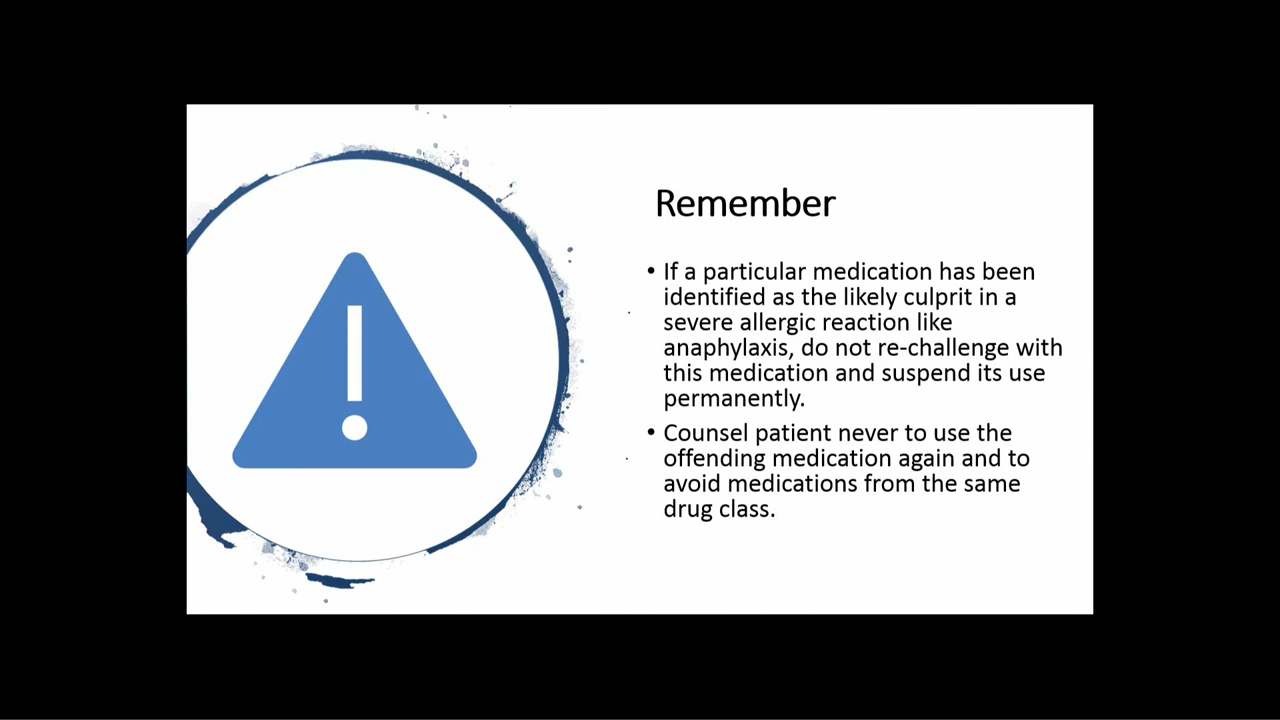 Remember
• If a particular medication has been
identified as the likely culprit in a
severe allergic reaction like
anaphylaxis, do not re-challenge with
this medication and suspend its use
permanently.
• Counsel patient never to use the
offending medication again and to
avoid medications from the same
drug class.